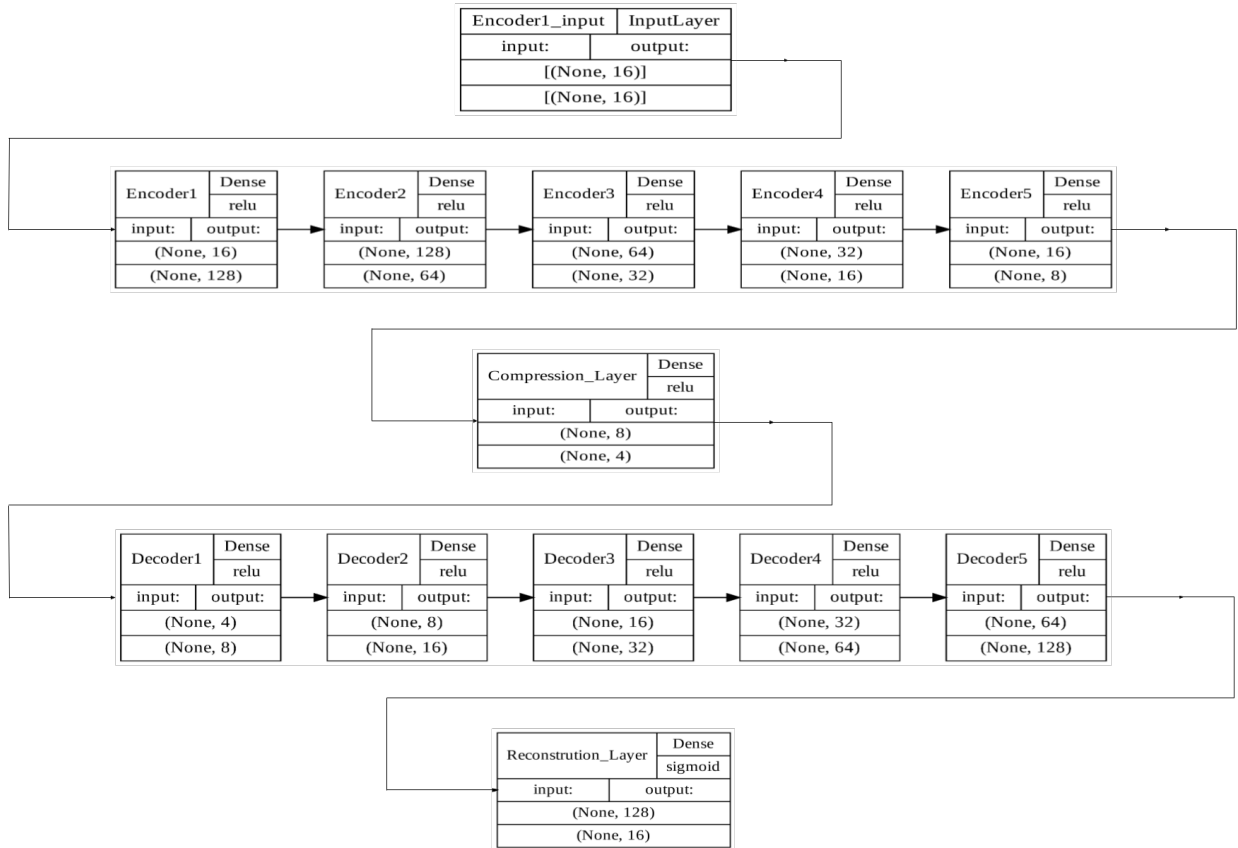 Encoder1_input InputLayer
input: output:
[(None, 16)]
[(None, 16)]
Encoder1 Dense relu
input: output:
(None, 16)
(None, 128)
Encoder2 Dense relu
input: output:
(None, 128)
(None, 64)
Encoder3 Dense relu
input: output:
(None, 64)
(None, 32)
Encoder4 Dense relu
input: output:
(None, 32)
(None, 16)
Encoder5 Dense relu
input: output:
(None, 16)
(None, 8)
Compression_Layer Dense relu
input: output:
(None, 8)
(None, 4)
Decoder1 Dense relu
input: output:
(None, 4)
(None, 8)
Decoder2 Dense relu
input: output:
(None, 8)
(None, 16)
Decoder3 Dense relu
input: output:
(None, 16)
(None, 32)
Decoder4 Dense relu
input: output:
(None, 32)
(None, 64)
Decoder5 Dense relu
input: output:
(None, 64)
(None, 128)
Reconstrution_Layer Dense sigmoid
input: output:
(None, 128)
(None, 16)